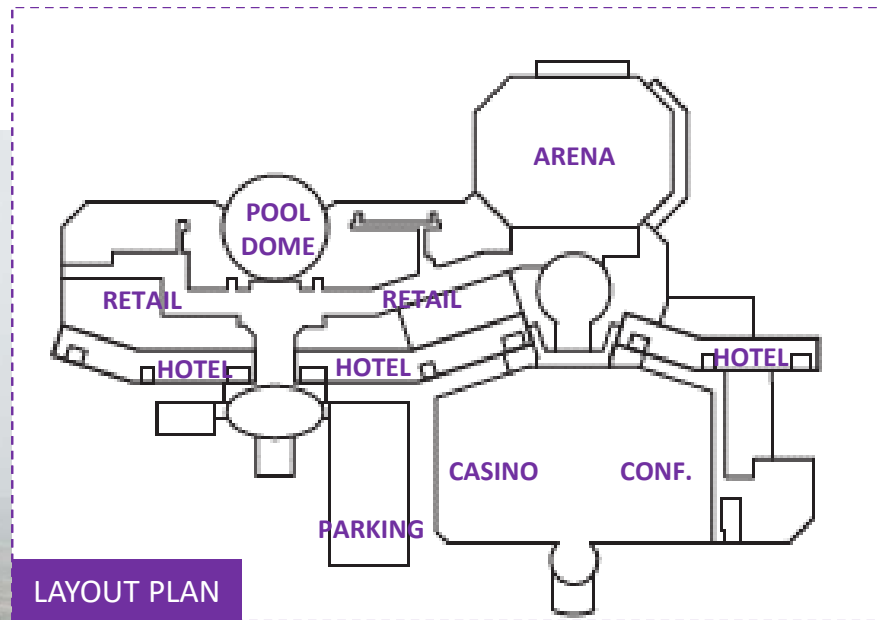 ARENA
POOL
DOME
RETAIL
RETAIL
HOTEL
HOTEL
HOTEL
CASINO
CONF.
PARKING
LAYOUT PLAN